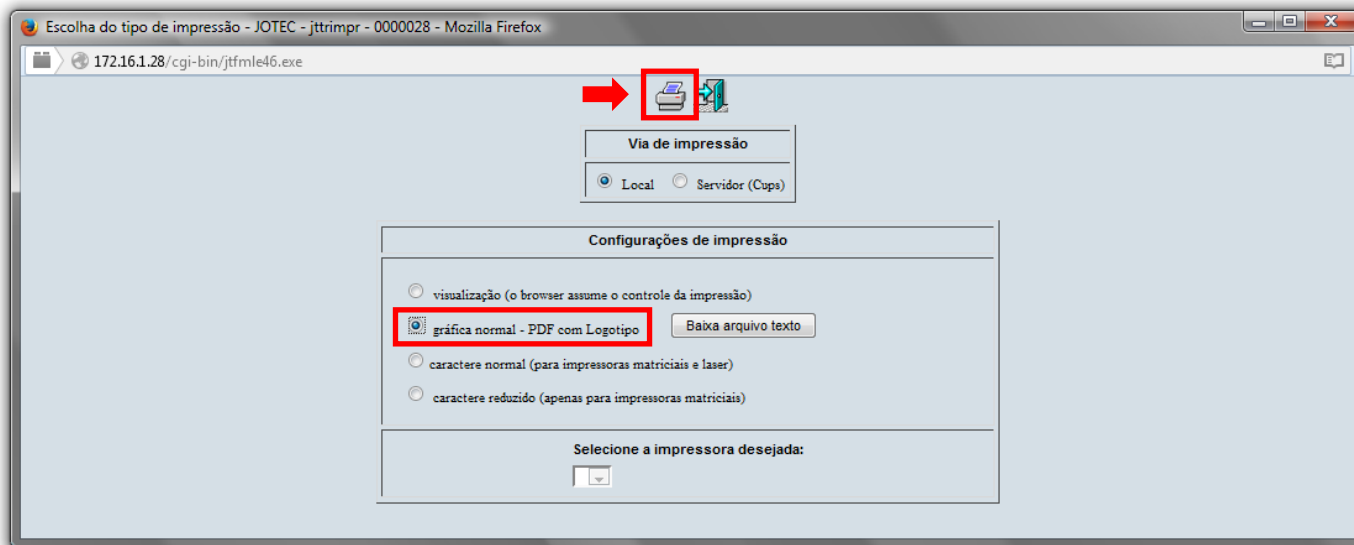 Escolha do tipo de impressão - JOTEC - jttrimpr - 0000028 - Mozilla Firefox
172.16.1.28/cgi-bin/jtfmle46.exe
Via de impressão
Local Servidor (Cups)
Configurações de impressão
visualização (o browser assume o controle da impressão)
gráfica normal - PDF com Logotipo Baixa arquivo texto
caractere normal (para impressoras matriciais e laser)
caractere reduzido (apenas para impressoras matriciais)
Selecione a impressora desejada: